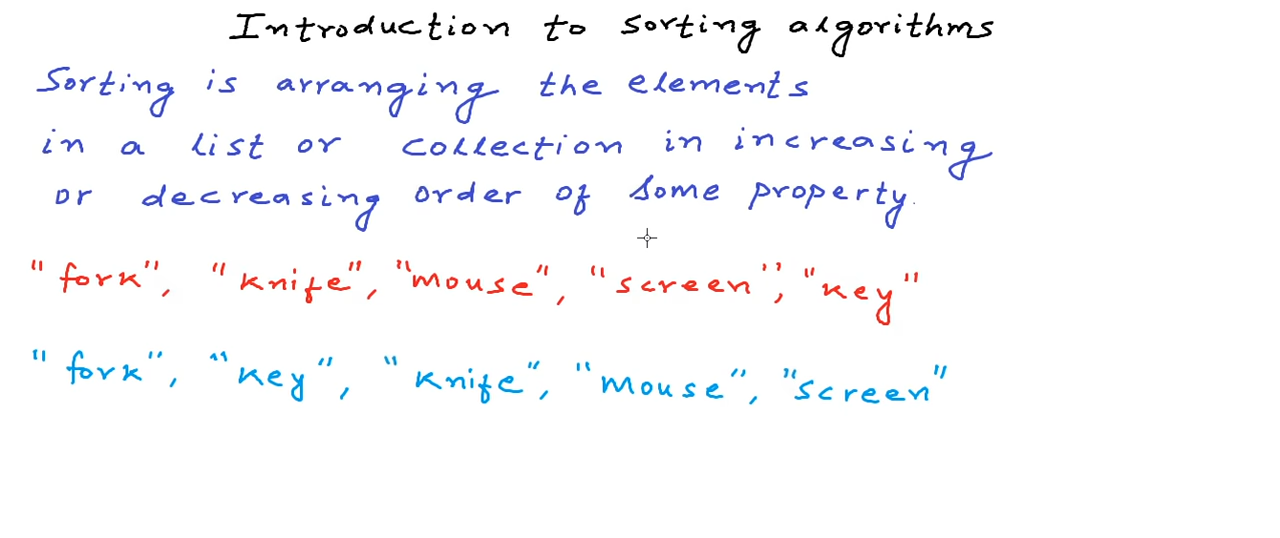 Introduction to sorting algorithms
Sorting is arranging the elements
in a list or collection in increasing
or decreasing order of some property.
"fork", "knife", "mouse", "screen", "key"
"fork", "key", "knife", "mouse", "screen"